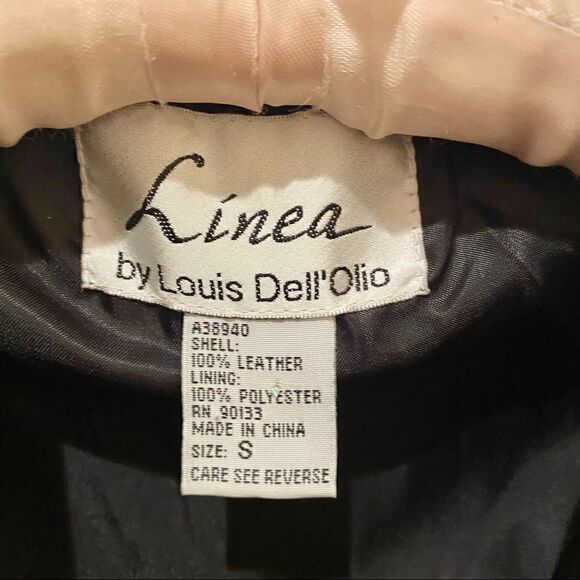 Linea
by Louis Dell'Olio
A38940
SHELL:
100% LEATHER
LINING:
100% POLYESTER
RN 90133
MADE IN CHINA
SIZE: S
CARE SEE REVERSE